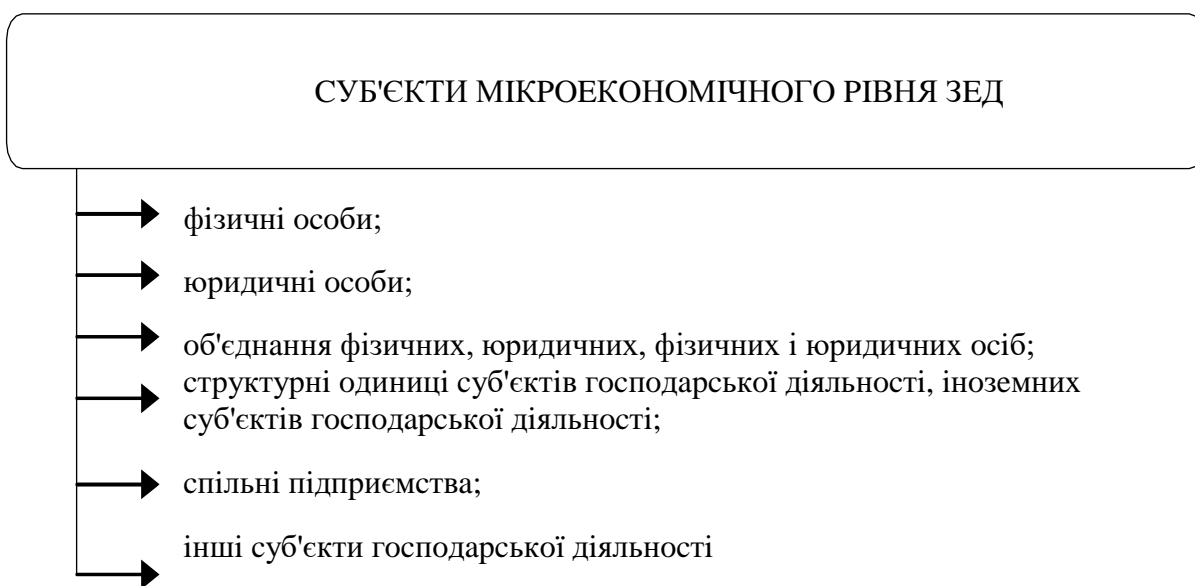 СУБ'ЄКТИ МІКРОЕКОНОМІЧНОГО РІВНЯ ЗЕД
фізичні особи;
юридичні особи;
об'єднання фізичних, юридичних, фізичних і юридичних осіб;
структурні одиниці суб'єктів господарської діяльності, іноземних
суб'єктів господарської діяльності;
спільні підприємства;
інші суб'єкти господарської діяльності